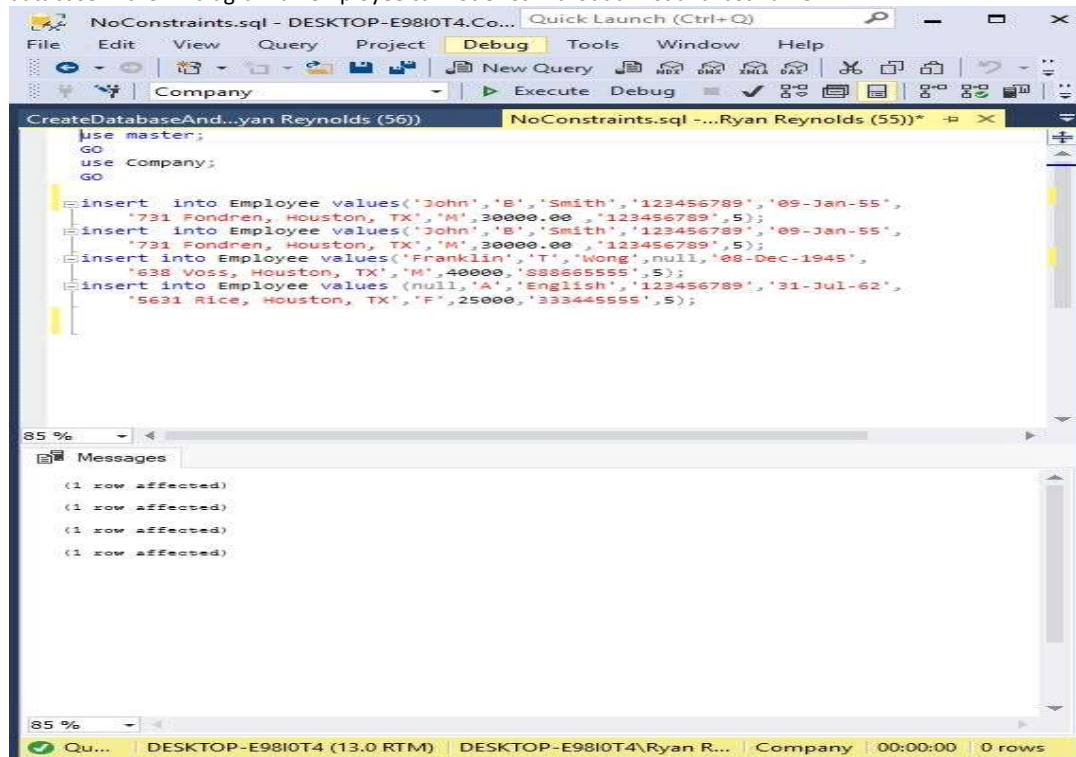 NoConstraints.sql - DESKTOP-E98I0T4.Co...
Quick Launch (Ctrl+Q)
File Edit View Query Project Debug Tools Window Help
New Query MDX DMX XMLA DAX
Company Execute Debug
CreateDatabaseAnd...yan Reynolds (56)) NoConstraints.sql -...Ryan Reynolds (55))*
use master;
GO
use Company;
GO
insert into Employee values('John','B','Smith','123456789','09-Jan-55',
'731 Fondren, Houston, TX','M',30000.00 ,'123456789',5);
insert into Employee values('John','B','Smith','123456789','09-Jan-55',
'731 Fondren, Houston, TX','M',30000.00 ,'123456789',5);
insert into Employee values('Franklin','T','Wong',null,'08-Dec-1945',
'638 Voss, Houston, TX','M',40000,'888665555',5);
insert into Employee values (null,'A','English','123456789','31-Jul-62',
'5631 Rice, Houston, TX','F',25000,'333445555',5);
85 %
Messages
(1 row affected)
(1 row affected)
(1 row affected)
(1 row affected)
85 %
Qu... DESKTOP-E98I0T4 (13.0 RTM) DESKTOP-E98I0T4\Ryan R... Company 00:00:00 0 rows